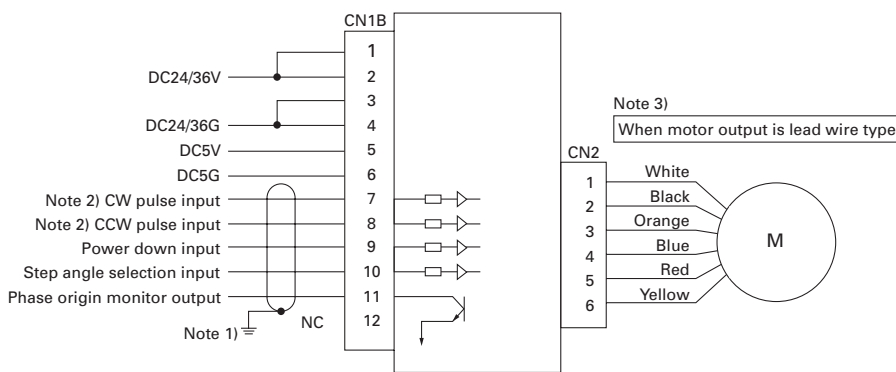 CN1B
1
DC24/36V 2
3
DC24/36G 4
DC5V 5
DC5G 6
Note 2) CW pulse input 7
Note 2) CCW pulse input 8
Power down input 9
Step angle selection input 10
Phase origin monitor output 11
Note 1) NC 12
Note 3)
When motor output is lead wire type
CN2
1 White
2 Black
3 Orange
4 Blue
5 Red
6 Yellow
M